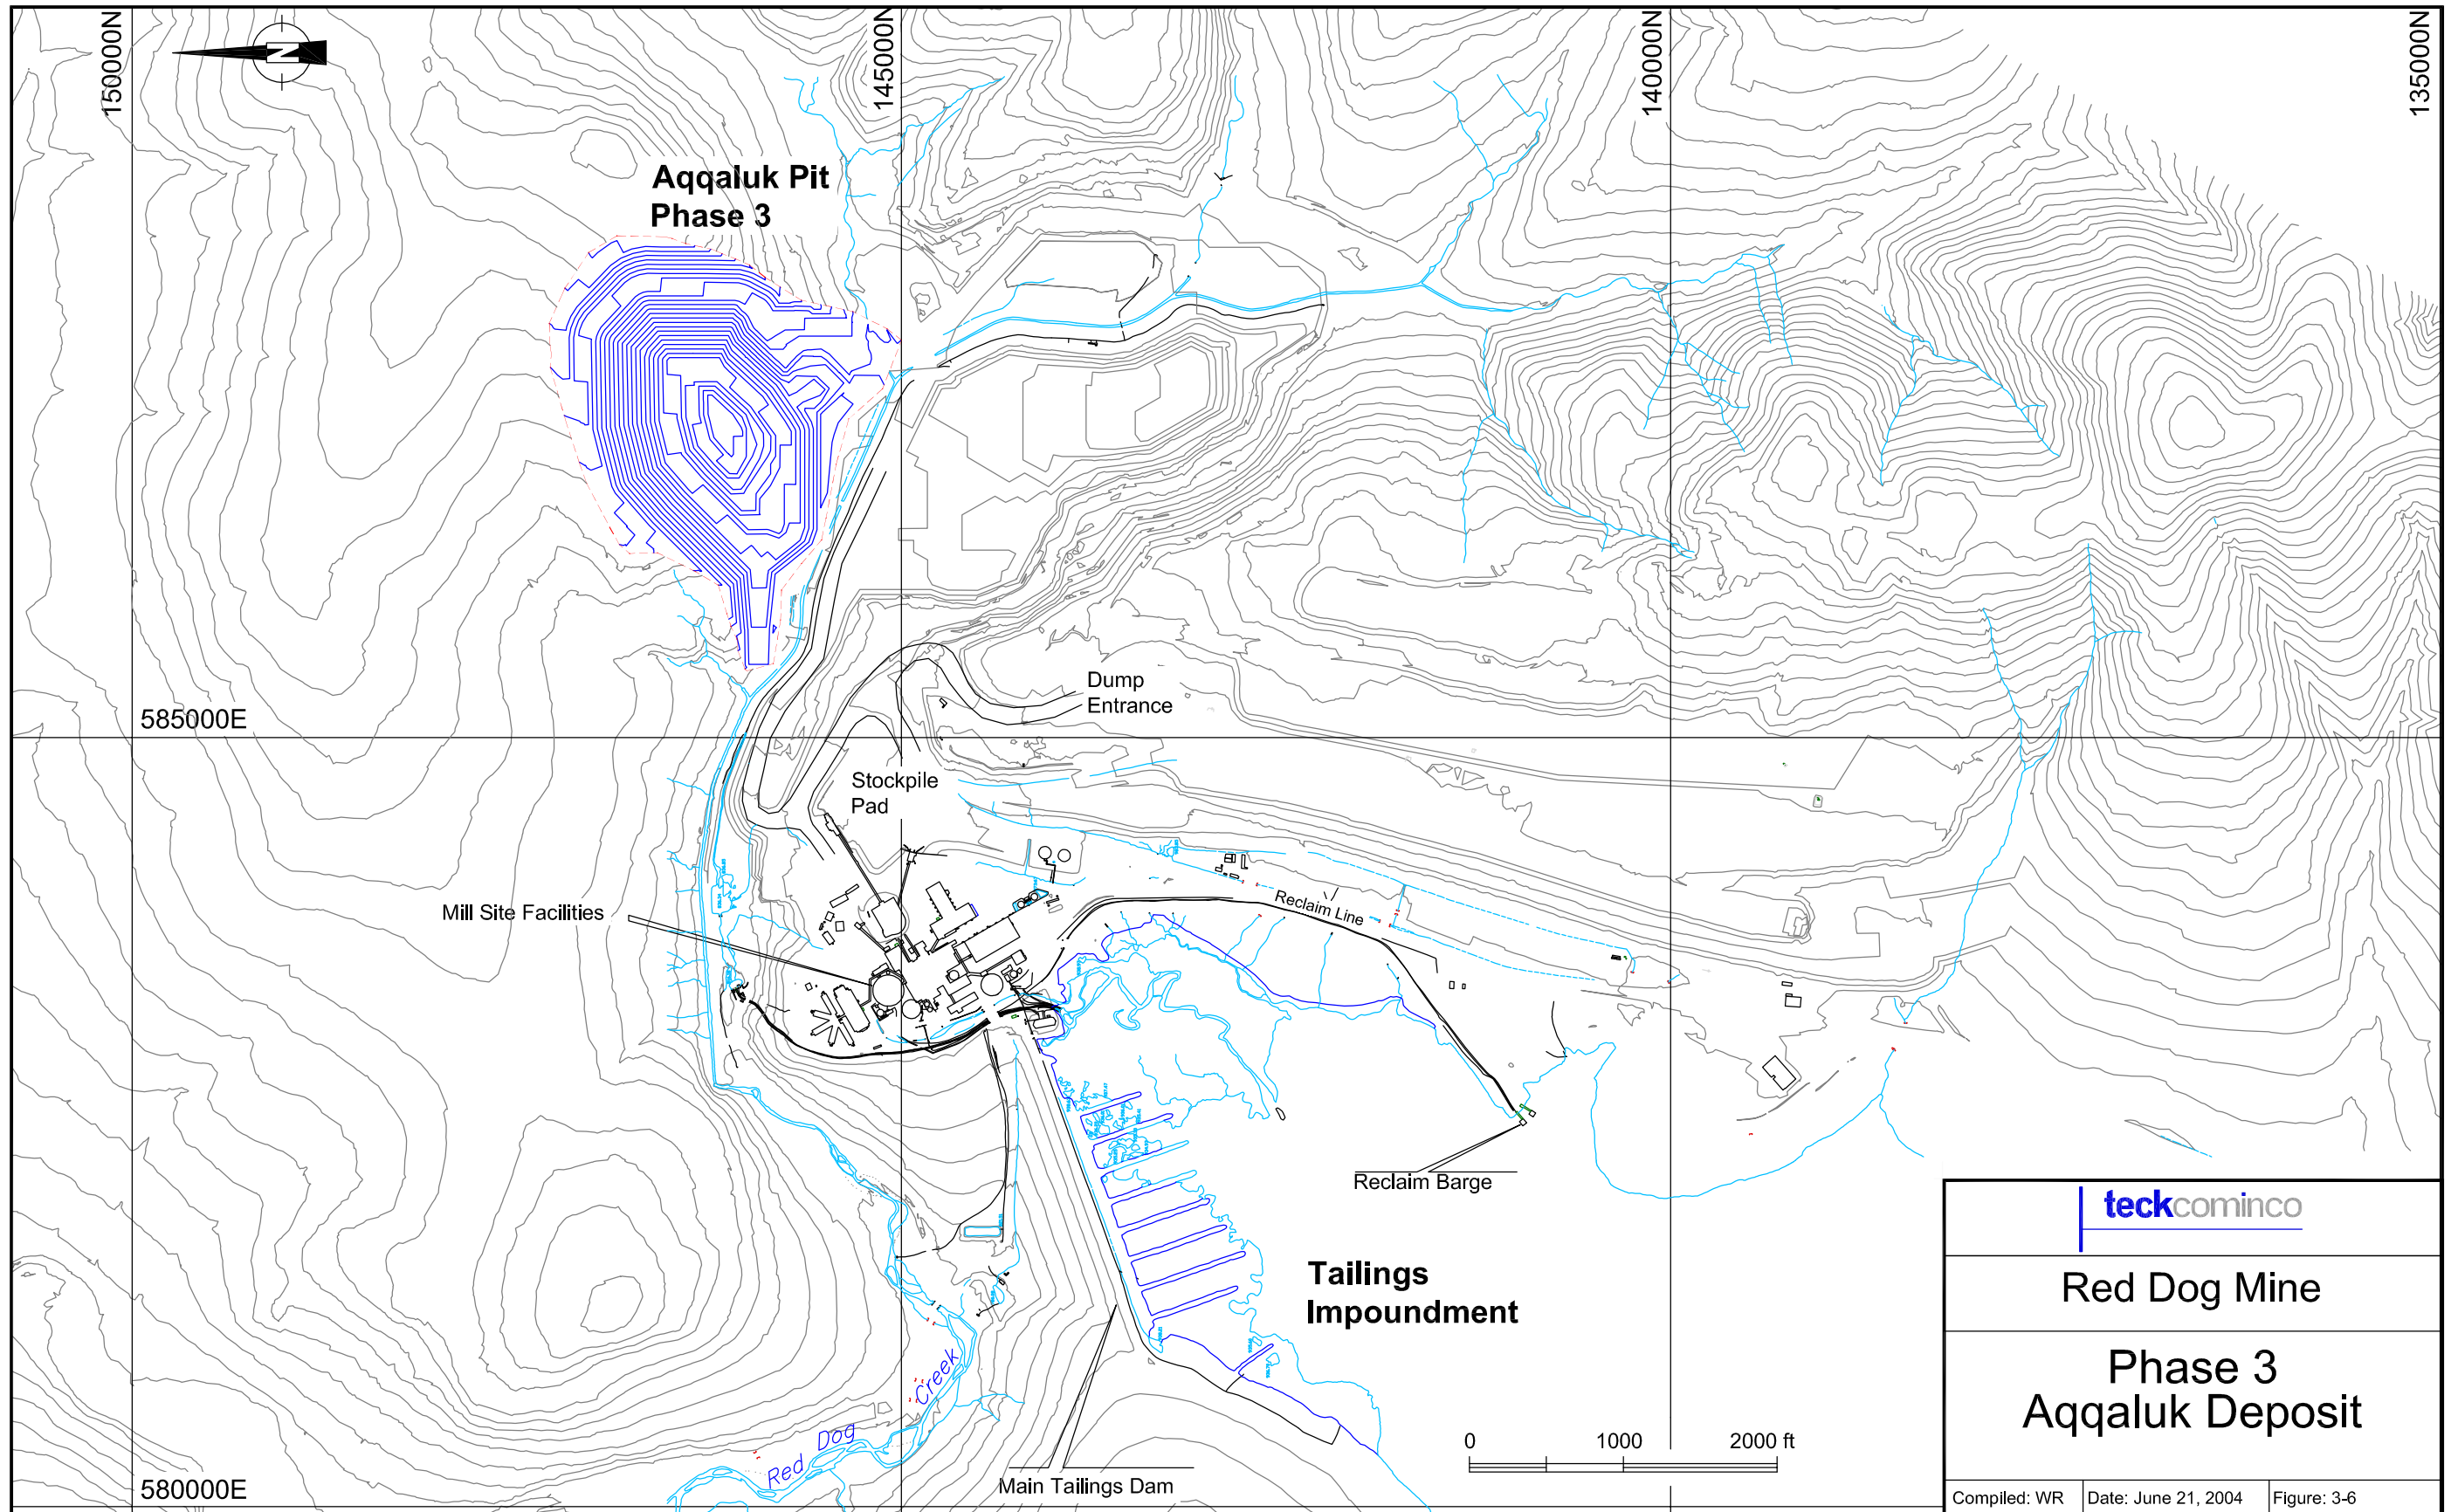 150000N
145000N
140000N
135000N
N
Aqqaluk Pit
Phase 3
585000E
Dump
Entrance
Stockpile
Pad
Mill Site Facilities
Reclaim Line
Reclaim Barge
Tailings
Impoundment
Red Dog Creek
Main Tailings Dam
580000E
0 1000 2000 ft
teckcominco
Red Dog Mine
Phase 3
Aqqaluk Deposit
Compiled: WR
Date: June 21, 2004
Figure: 3-6